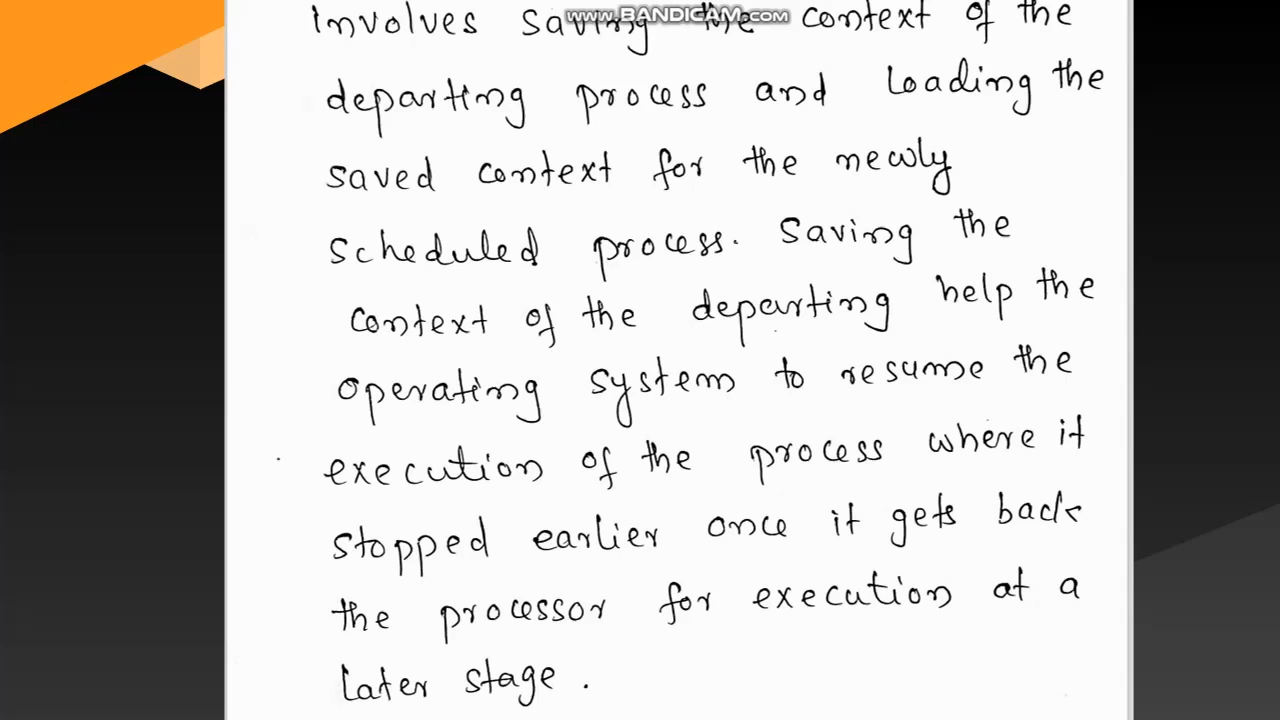 www.BANDICAM.com
involves saving the context of the
departing process and Loading the
saved context for the newly
scheduled process. Saving the
context of the departing help the
operating system to resume the
execution of the process where it
stopped earlier once it gets back
the processor for execution at a
Later stage.